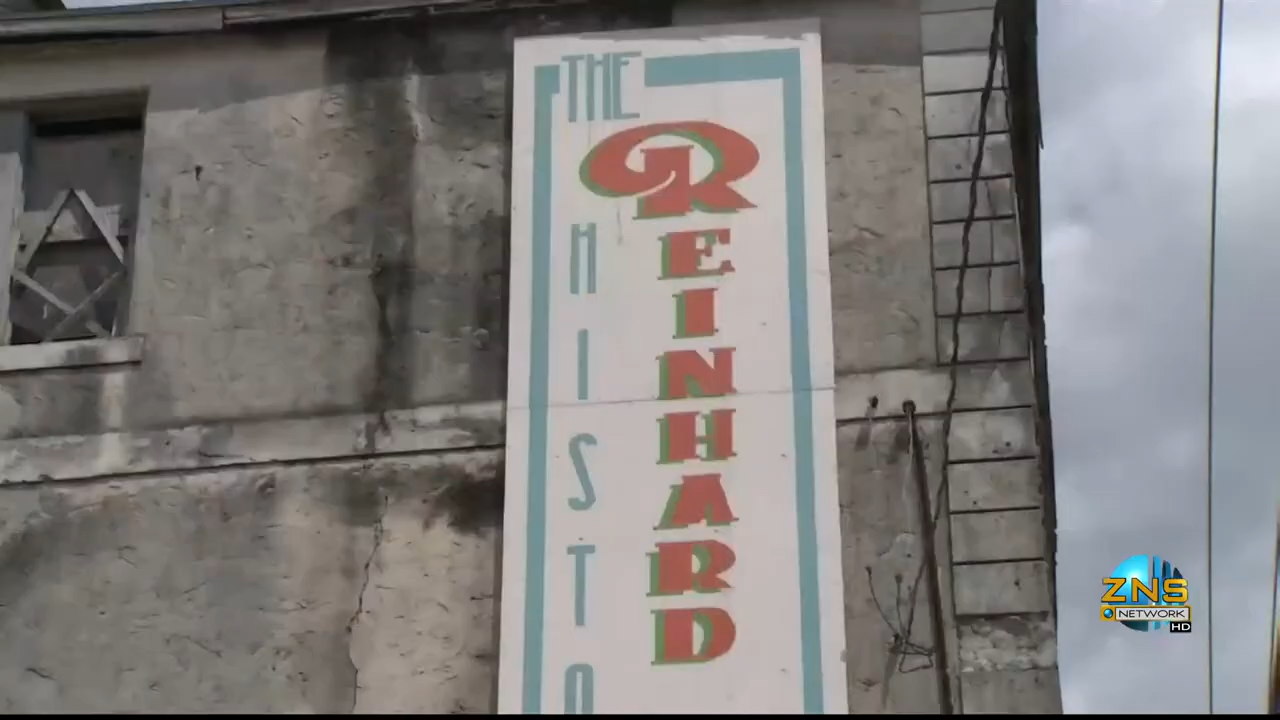 THE
REINHARD
HISTO
ZNS
NETWORK
HD